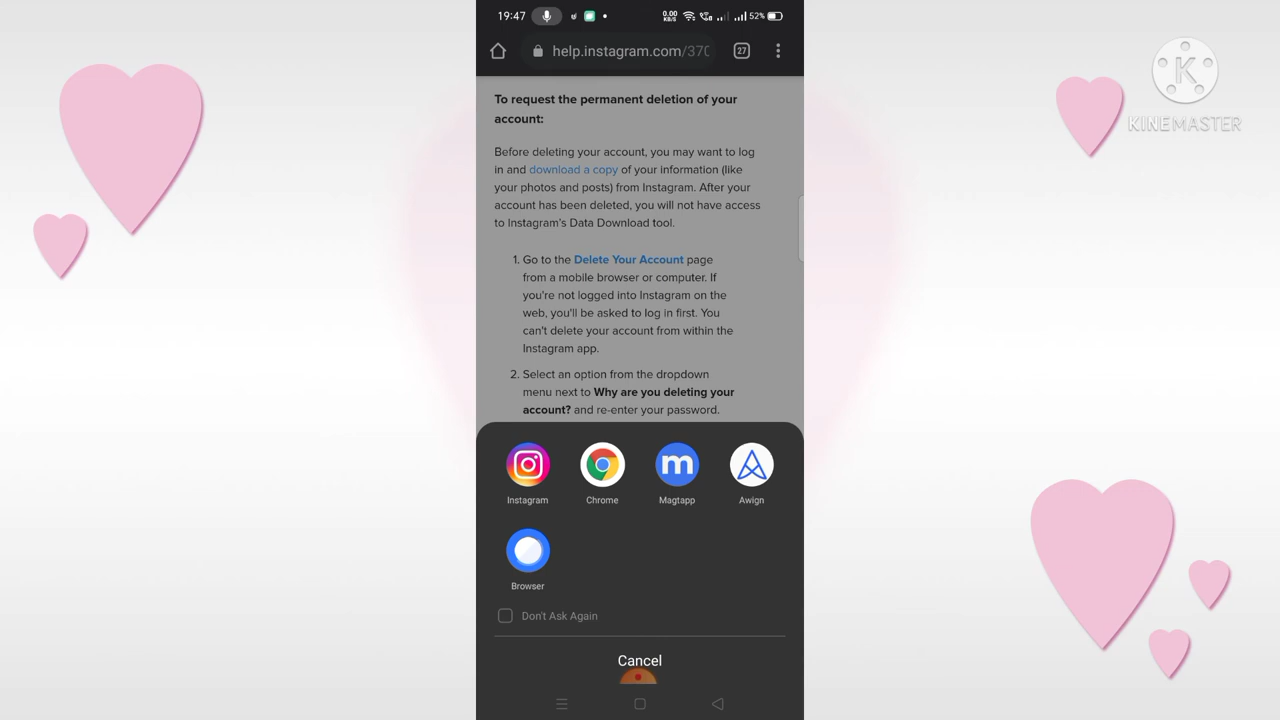 19:47
0.00
KB/S
52%
help.instagram.com/370
27
To request the permanent deletion of your
account:
Before deleting your account, you may want to log
in and download a copy of your information (like
your photos and posts) from Instagram. After your
account has been deleted, you will not have access
to Instagram's Data Download tool.
1. Go to the Delete Your Account page
from a mobile browser or computer. If
you're not logged into Instagram on the
web, you'll be asked to log in first. You
can't delete your account from within the
Instagram app.
2. Select an option from the dropdown
menu next to Why are you deleting your
account? and re-enter your password.
Instagram
Chrome
m
Magtapp
Awign
Browser
Don't Ask Again
Cancel
K
KINEMASTER